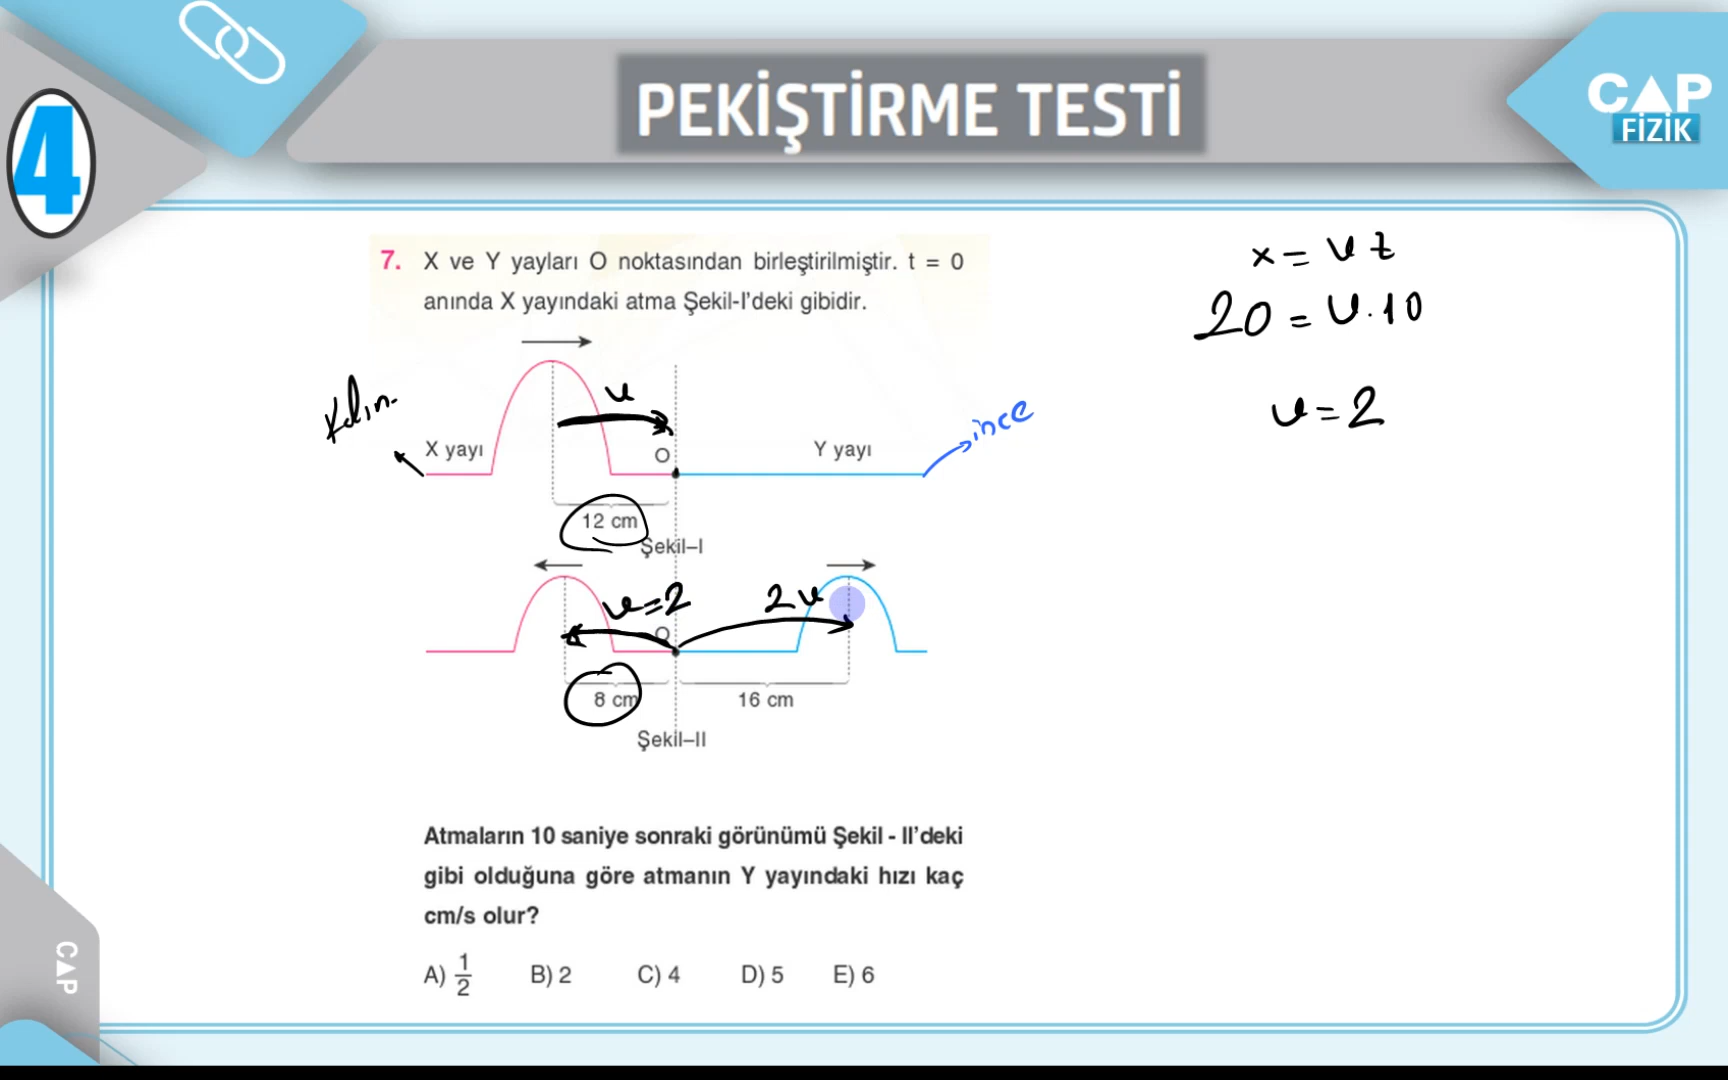 PEKİŞTİRME TESTİ
CAP
FİZİK
4
7. X ve Y yayları O noktasından birleştirilmiştir. t = 0
anında X yayındaki atma Şekil-I'deki gibidir.
x = v t
20 = v.10
v = 2
Kalın
v
ince
X yayı
O
Y yayı
12 cm
Şekil–I
v=2
2v
O
8 cm
16 cm
Şekil–II
Atmaların 10 saniye sonraki görünümü Şekil - II'deki
gibi olduğuna göre atmanın Y yayındaki hızı kaç
cm/s olur?
A) 1/2 B) 2 C) 4 D) 5 E) 6
CAP